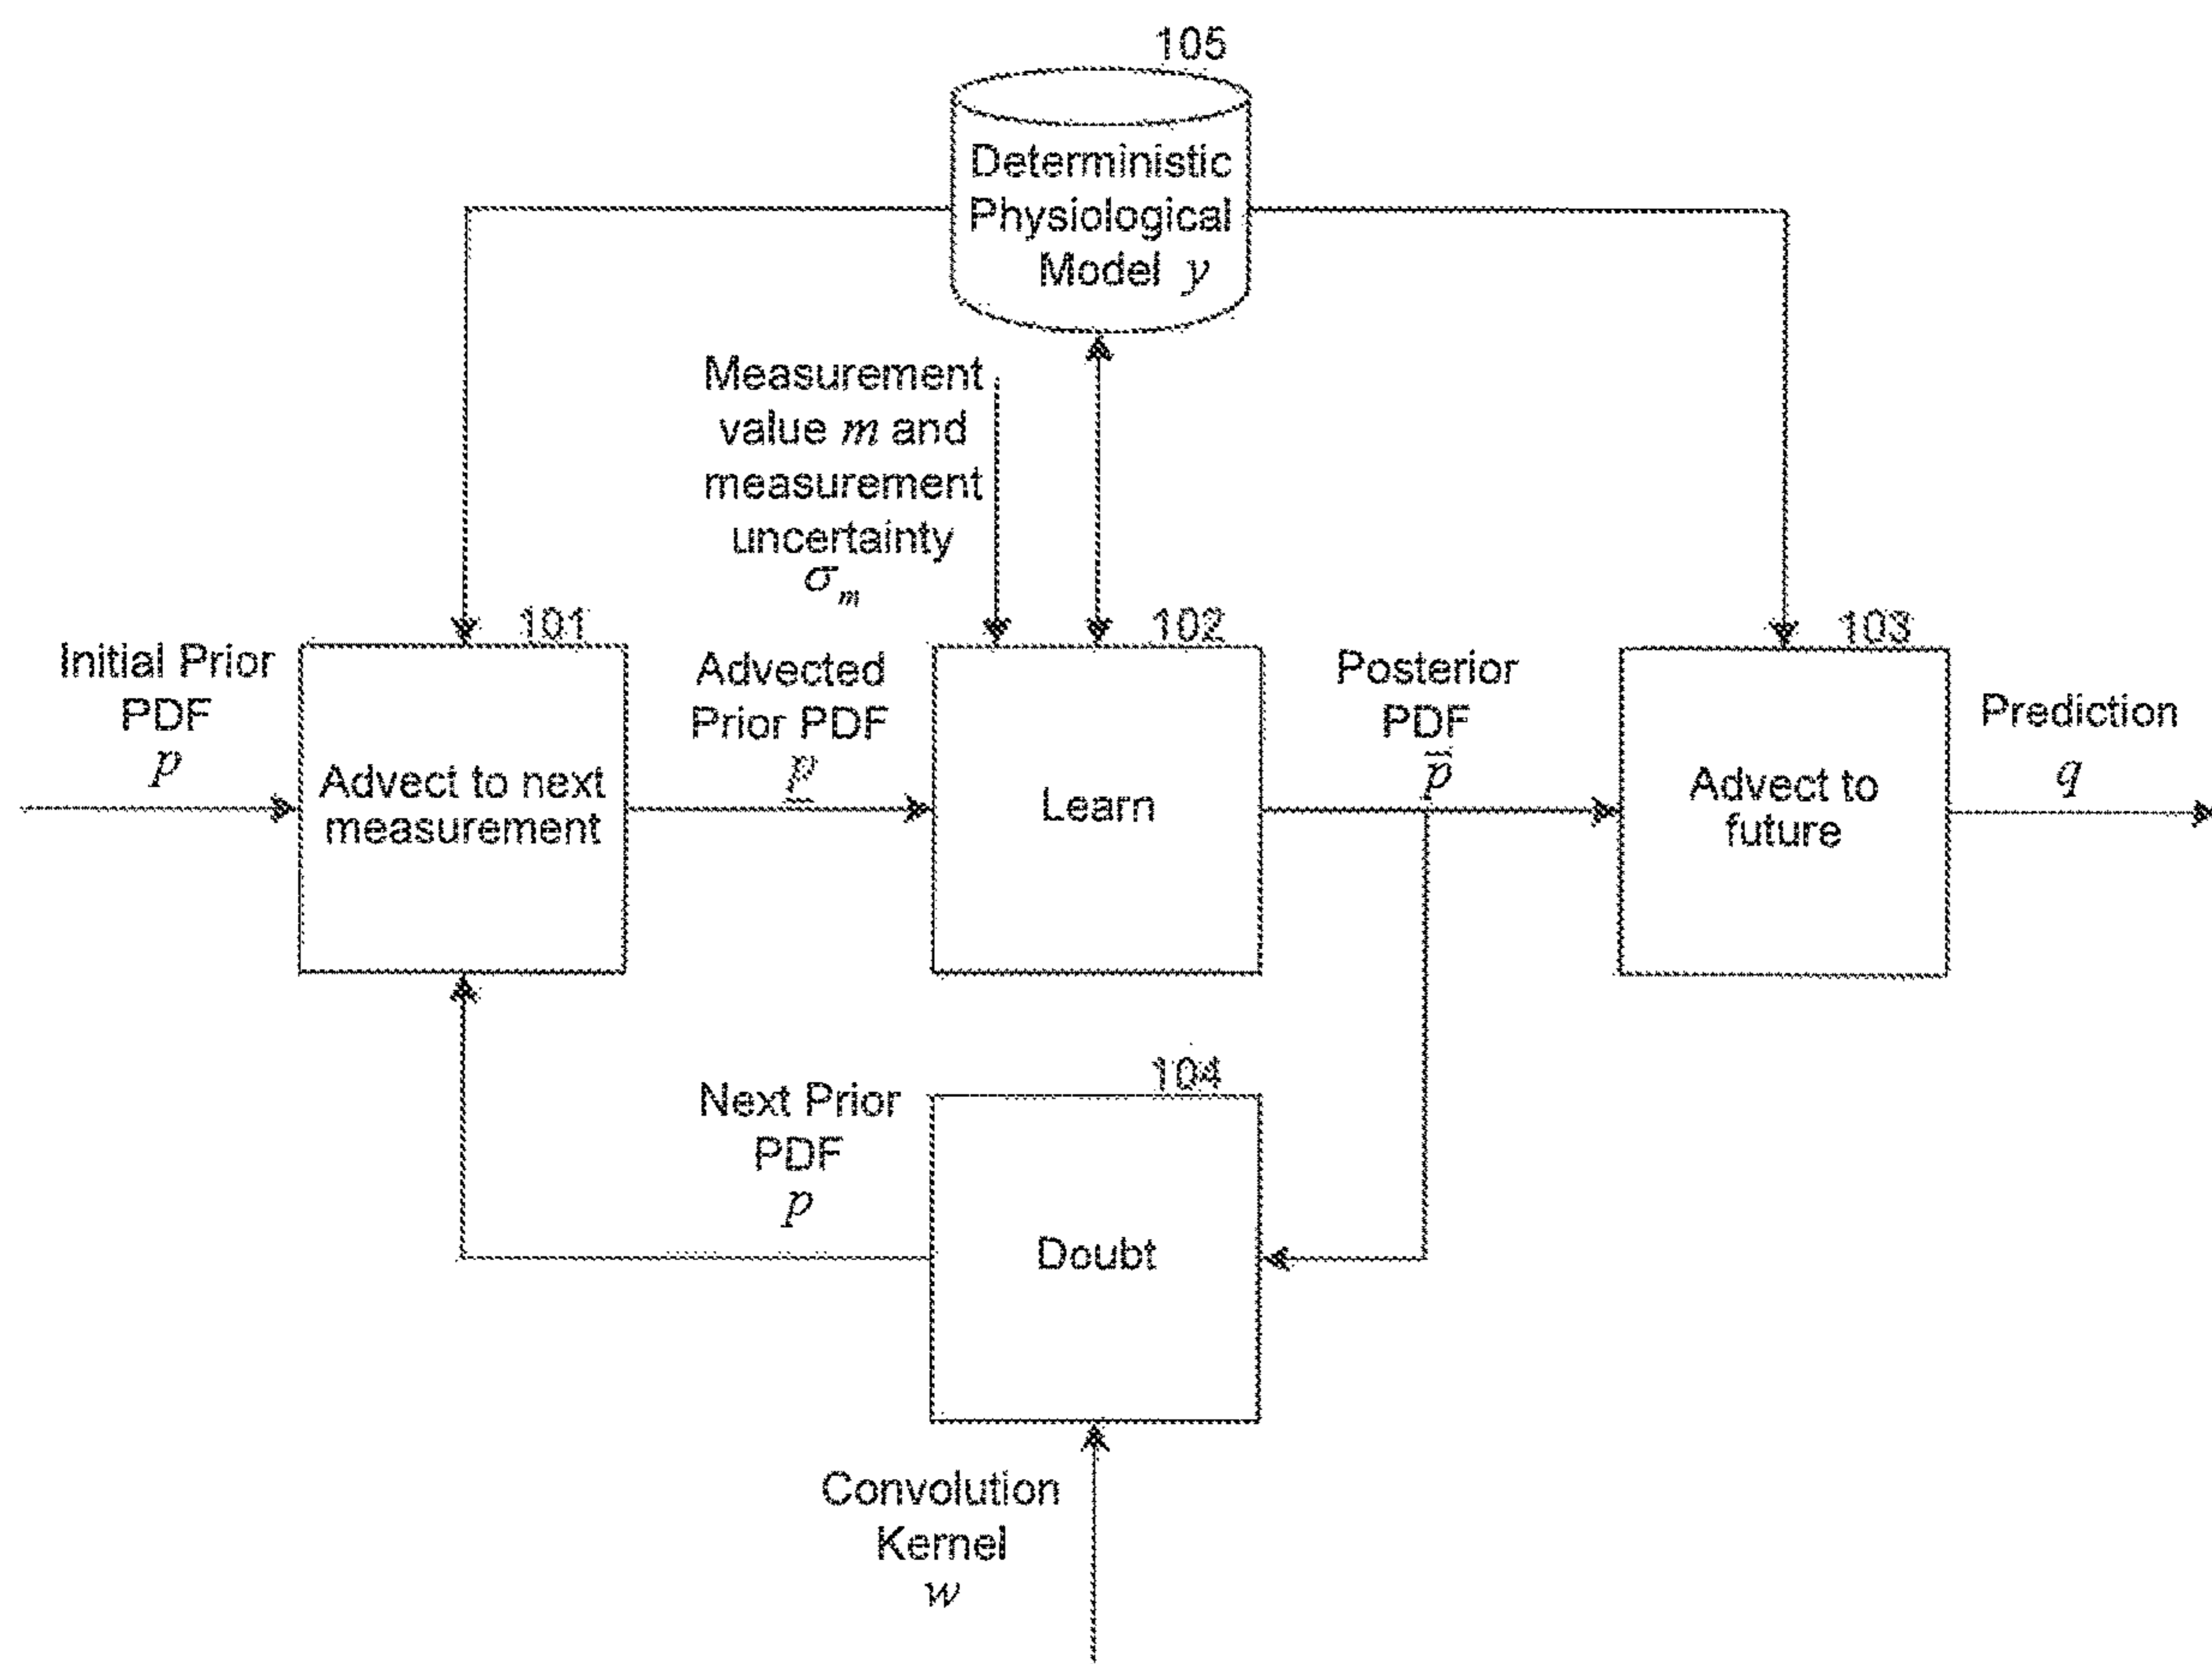 105
Deterministic
Physiological
Model y
Measurement
value m and
measurement
uncertainty
σm
101
102
103
Initial Prior
PDF
p
Advect to next
measurement
Advected
Prior PDF
p
Learn
Posterior
PDF
p̅
Advect to
future
Prediction
q
104
Next Prior
PDF
p
Doubt
Convolution
Kernel
w